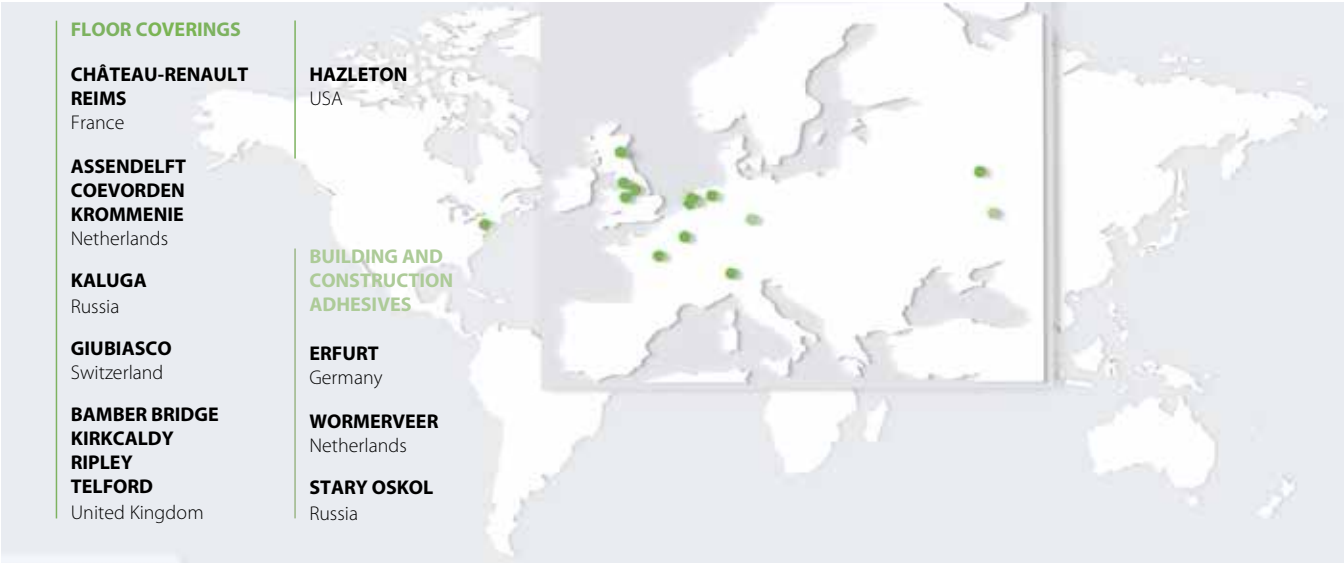 FLOOR COVERINGS
CHÂTEAU-RENAULT
REIMS
France
ASSENDELFT
COEVORDEN
KROMMENIE
Netherlands
KALUGA
Russia
GIUBIASCO
Switzerland
BAMBER BRIDGE
KIRKCALDY
RIPLEY
TELFORD
United Kingdom
HAZLETON
USA
BUILDING AND
CONSTRUCTION
ADHESIVES
ERFURT
Germany
WORMERVEER
Netherlands
STARY OSKOL
Russia